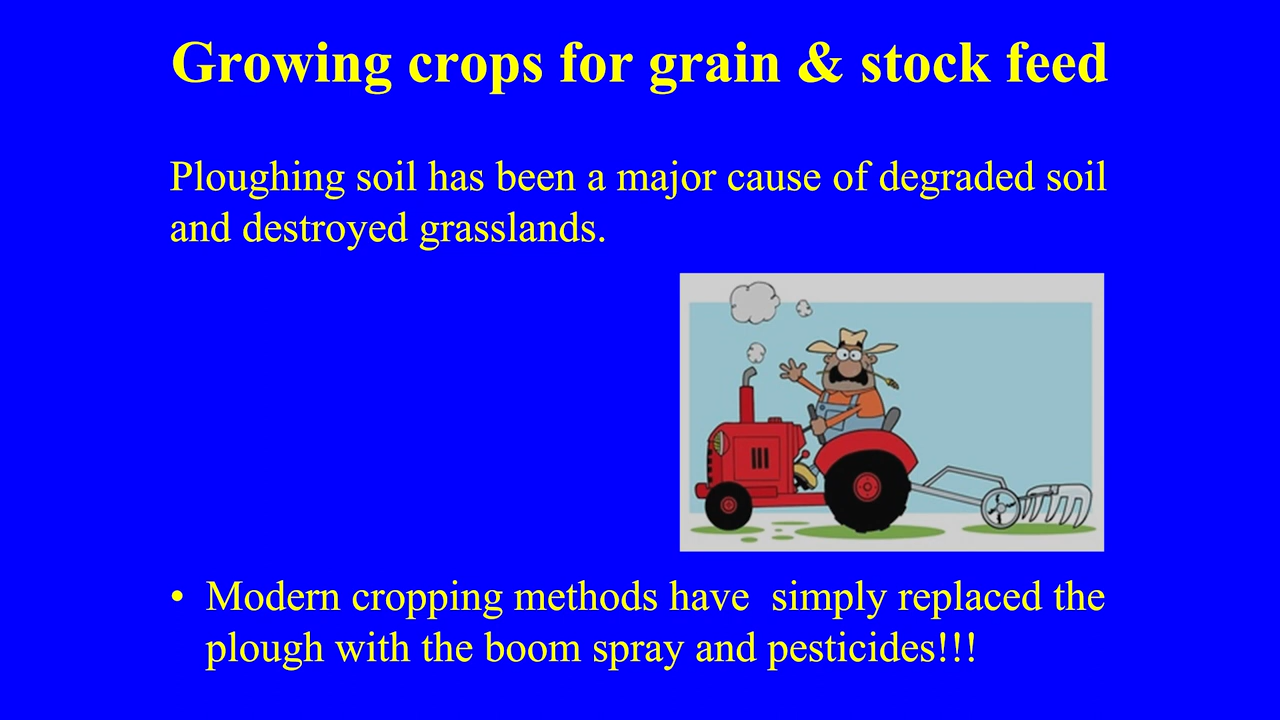 Growing crops for grain & stock feed
Ploughing soil has been a major cause of degraded soil
and destroyed grasslands.
• Modern cropping methods have  simply replaced the
plough with the boom spray and pesticides!!!